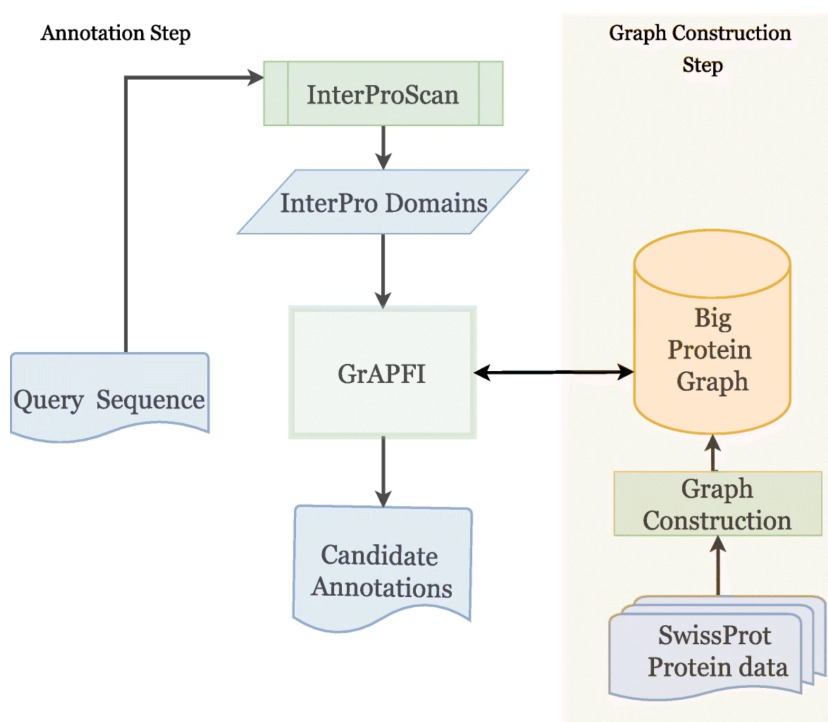 Annotation Step
Graph Construction
Step
InterProScan
InterPro Domains
Big
Protein
Graph
GrAPFI
Query Sequence
Graph
Construction
Candidate
Annotations
SwissProt
Protein data